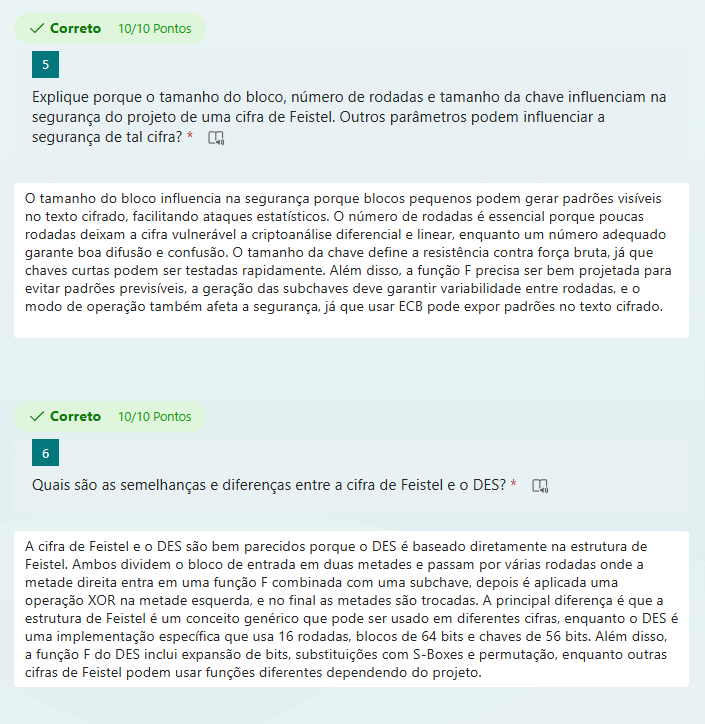 Correto 10/10 Pontos
5
Explique porque o tamanho do bloco, número de rodadas e tamanho da chave influenciam na
segurança do projeto de uma cifra de Feistel. Outros parâmetros podem influenciar a
segurança de tal cifra? *
O tamanho do bloco influencia na segurança porque blocos pequenos podem gerar padrões visíveis
no texto cifrado, facilitando ataques estatísticos. O número de rodadas é essencial porque poucas
rodadas deixam a cifra vulnerável a criptoanálise diferencial e linear, enquanto um número adequado
garante boa difusão e confusão. O tamanho da chave define a resistência contra força bruta, já que
chaves curtas podem ser testadas rapidamente. Além disso, a função F precisa ser bem projetada para
evitar padrões previsíveis, a geração das subchaves deve garantir variabilidade entre rodadas, e o
modo de operação também afeta a segurança, já que usar ECB pode expor padrões no texto cifrado.
Correto 10/10 Pontos
6
Quais são as semelhanças e diferenças entre a cifra de Feistel e o DES? *
A cifra de Feistel e o DES são bem parecidos porque o DES é baseado diretamente na estrutura de
Feistel. Ambos dividem o bloco de entrada em duas metades e passam por várias rodadas onde a
metade direita entra em uma função F combinada com uma subchave, depois é aplicada uma
operação XOR na metade esquerda, e no final as metades são trocadas. A principal diferença é que a
estrutura de Feistel é um conceito genérico que pode ser usado em diferentes cifras, enquanto o DES é
uma implementação específica que usa 16 rodadas, blocos de 64 bits e chaves de 56 bits. Além disso,
a função F do DES inclui expansão de bits, substituições com S-Boxes e permutação, enquanto outras
cifras de Feistel podem usar funções diferentes dependendo do projeto.